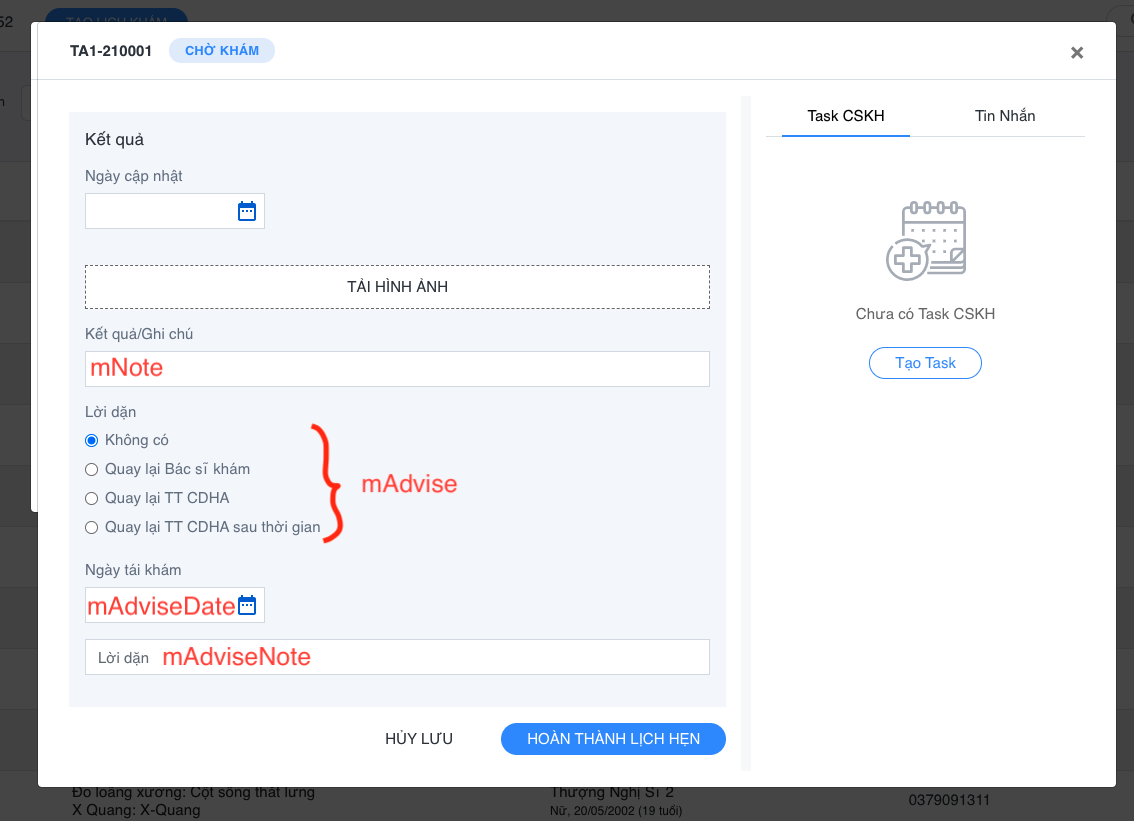 52
TẠO LỊCH KHÁM
TA1-210001
CHỜ KHÁM
Task CSKH
Tin Nhắn
Kết quả
Ngày cập nhật
TẢI HÌNH ẢNH
Kết quả/Ghi chú
mNote
Lời dặn
Không có
Quay lại Bác sĩ khám
Quay lại TT CDHA
Quay lại TT CDHA sau thời gian
mAdvise
Ngày tái khám
mAdviseDate
Lời dặn mAdviseNote
HỦY LƯU
HOÀN THÀNH LỊCH HẸN
Chưa có Task CSKH
Tạo Task
Đo loãng xương: Cột sống thắt lưng
X Quang: X-Quang
Thượng Nghị Sĩ 2
Nữ, 20/05/2002 (19 tuổi)
0379091311